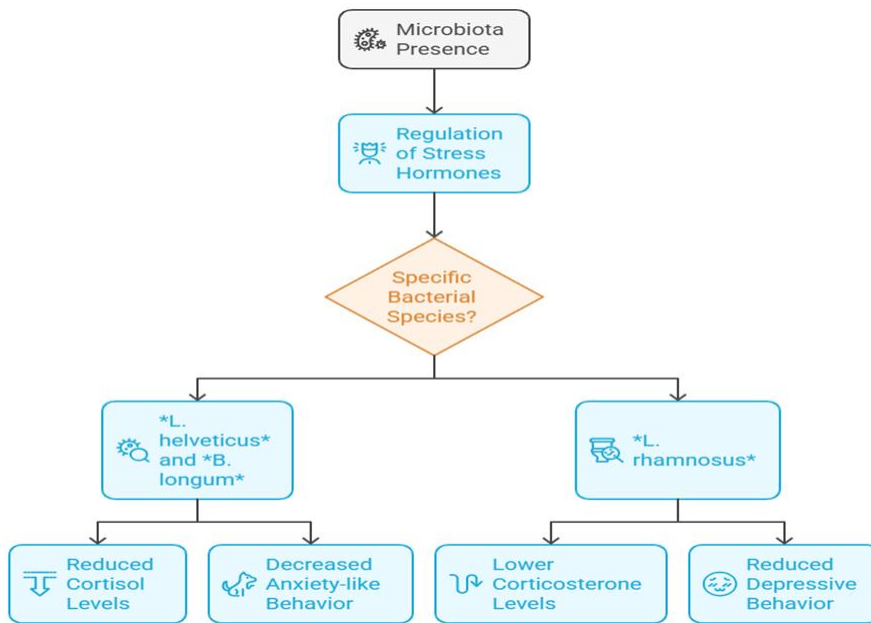 Microbiota
Presence
Regulation
of Stress
Hormones
Specific
Bacterial
Species?
*L.
helveticus*
and *B.
longum*
*L.
rhamnosus*
Reduced
Cortisol
Levels
Decreased
Anxiety-like
Behavior
Lower
Corticosterone
Levels
Reduced
Depressive
Behavior